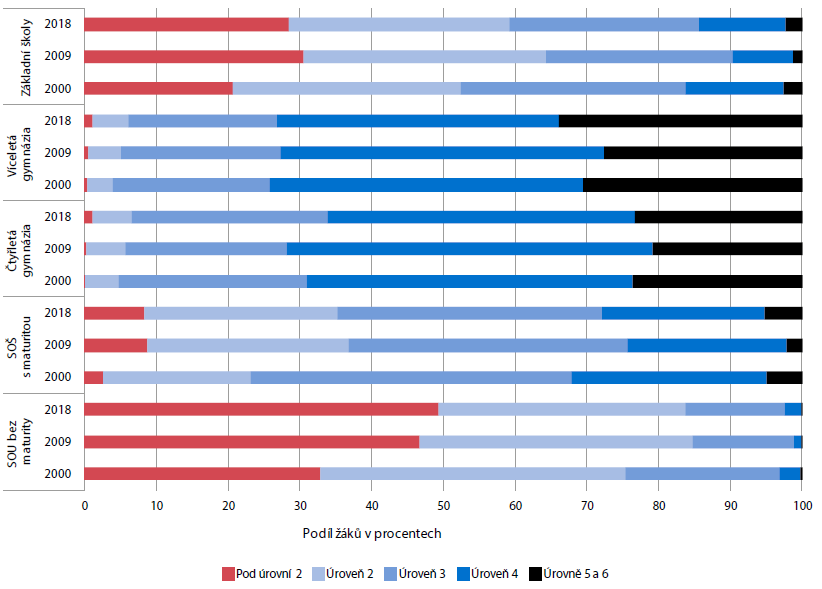 Základní školy
2018
2009
2000
Víceletá
gymnázia
2018
2009
2000
Čtyřletá
gymnázia
2018
2009
2000
SOŠ
s maturitou
2018
2009
2000
SOU bez
maturity
2018
2009
2000
0 10 20 30 40 50 60 70 80 90 100
Podíl žáků v procentech
Pod úrovní 2 Úroveň 2 Úroveň 3 Úroveň 4 Úrovně 5 a 6